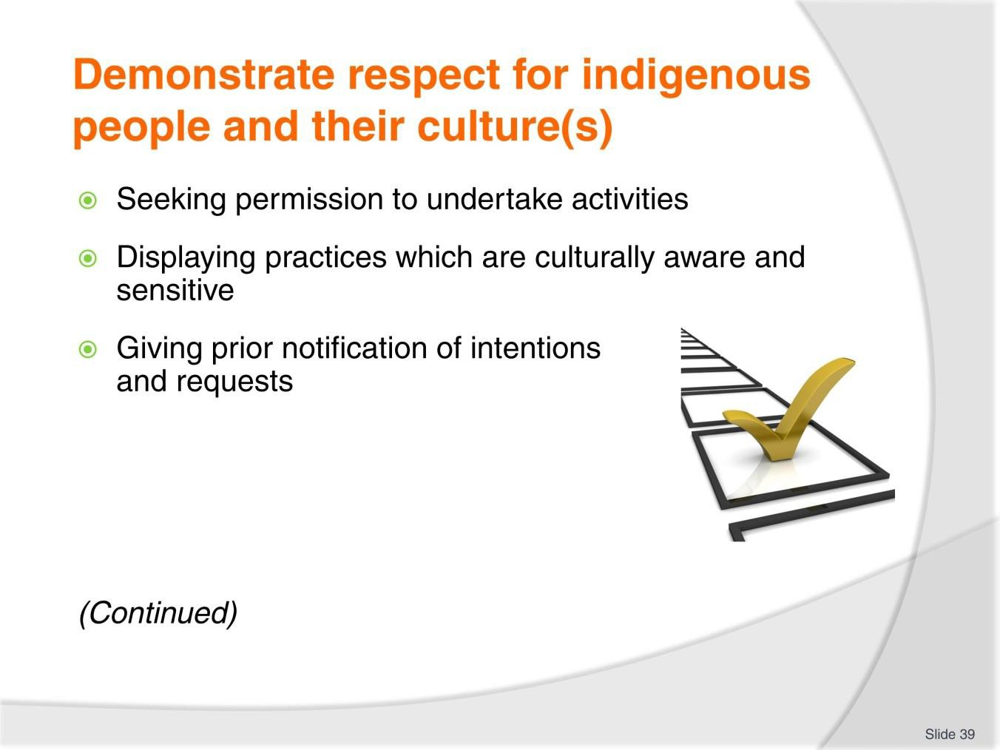 Demonstrate respect for indigenous
people and their culture(s)
Seeking permission to undertake activities
Displaying practices which are culturally aware and
sensitive
Giving prior notification of intentions
and requests
(Continued)
Slide 39